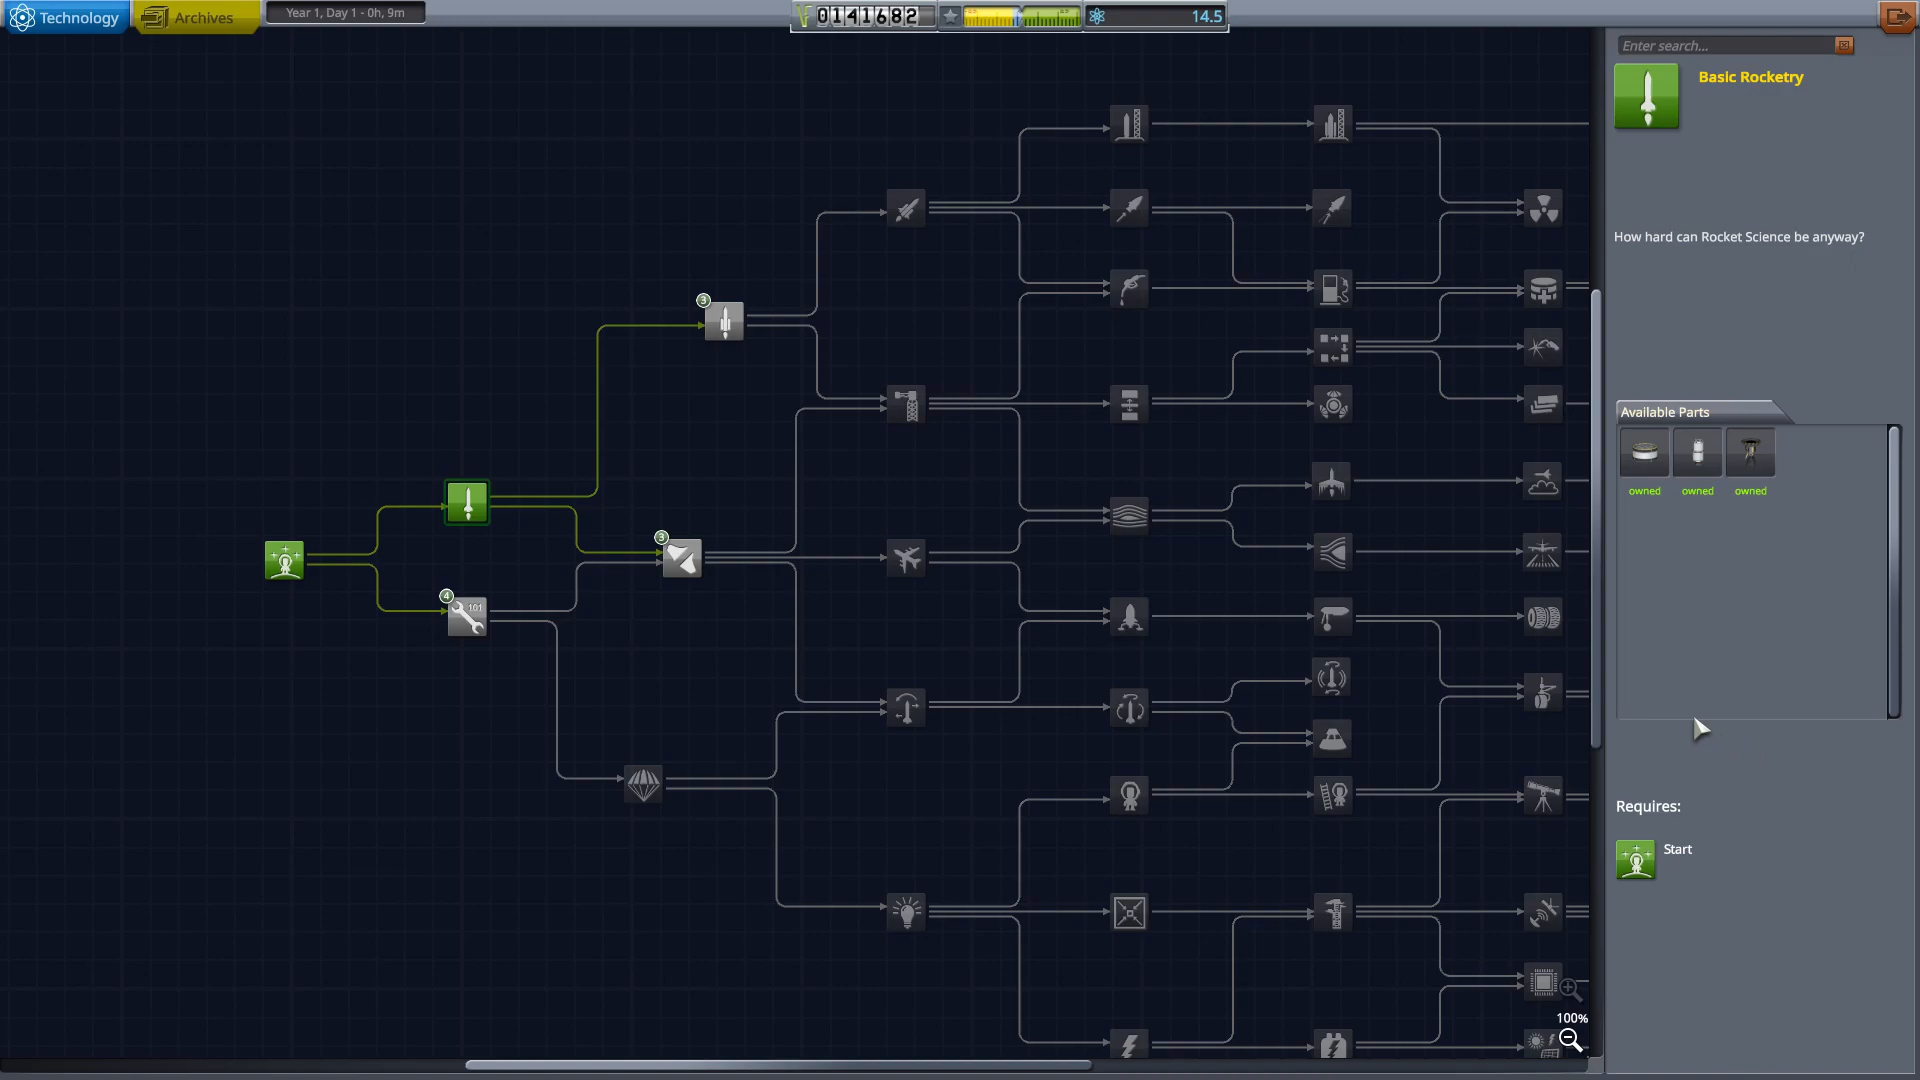 Technology
Archives
Year 1, Day 1 - 0h, 9m
0141682
14.5
Enter search...
Basic Rocketry
How hard can Rocket Science be anyway?
3
3
4
101
Available Parts
owned
owned
owned
Requires:
Start
100%